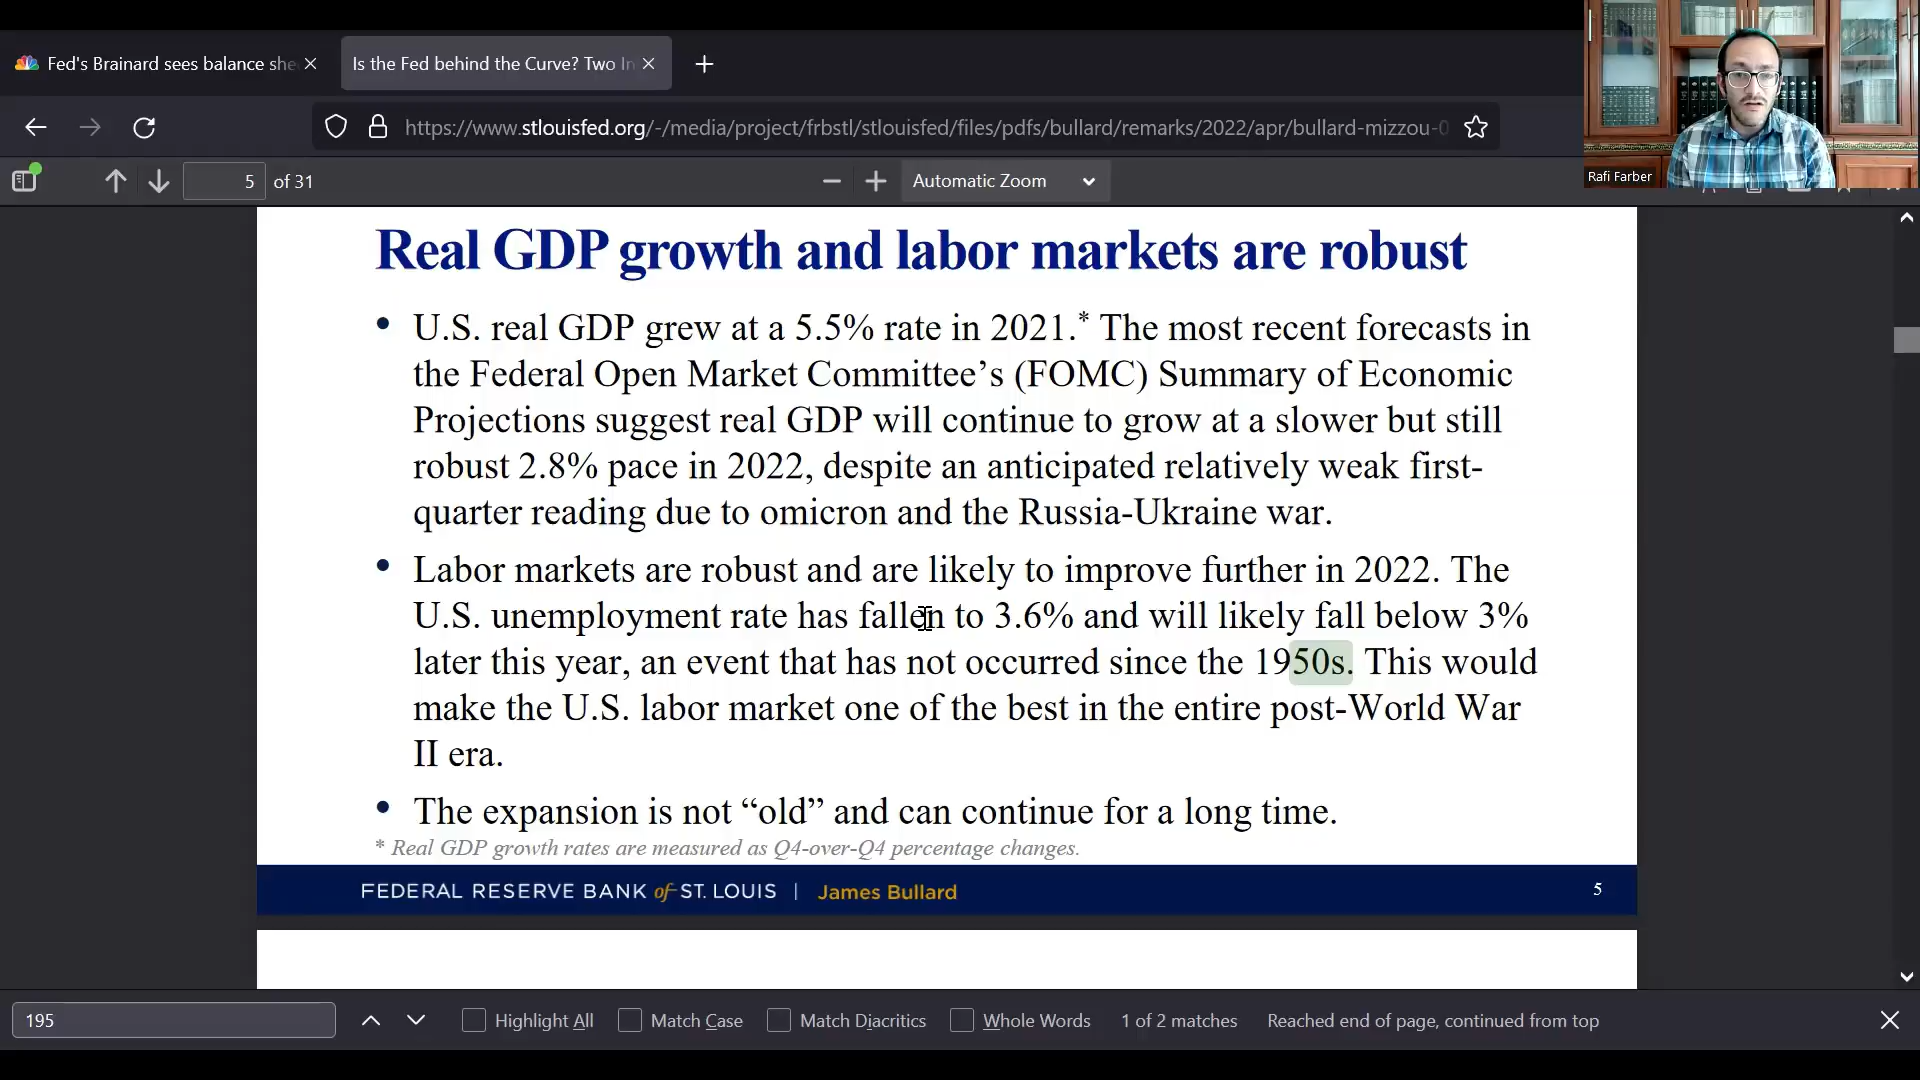 Fed's Brainard sees balance she
Is the Fed behind the Curve? Two In
https://www.stlouisfed.org/-/media/project/frbstl/stlouisfed/files/pdfs/bullard/remarks/2022/apr/bullard-mizzou-0
5 of 31
Automatic Zoom
Rafi Farber
Real GDP growth and labor markets are robust
• U.S. real GDP grew at a 5.5% rate in 2021.* The most recent forecasts in
the Federal Open Market Committee’s (FOMC) Summary of Economic
Projections suggest real GDP will continue to grow at a slower but still
robust 2.8% pace in 2022, despite an anticipated relatively weak first-
quarter reading due to omicron and the Russia-Ukraine war.
• Labor markets are robust and are likely to improve further in 2022. The
U.S. unemployment rate has fallen to 3.6% and will likely fall below 3%
later this year, an event that has not occurred since the 1950s. This would
make the U.S. labor market one of the best in the entire post-World War
II era.
• The expansion is not “old” and can continue for a long time.
* Real GDP growth rates are measured as Q4-over-Q4 percentage changes.
FEDERAL RESERVE BANK of ST. LOUIS | James Bullard
5
195
Highlight All
Match Case
Match Diacritics
Whole Words
1 of 2 matches
Reached end of page, continued from top